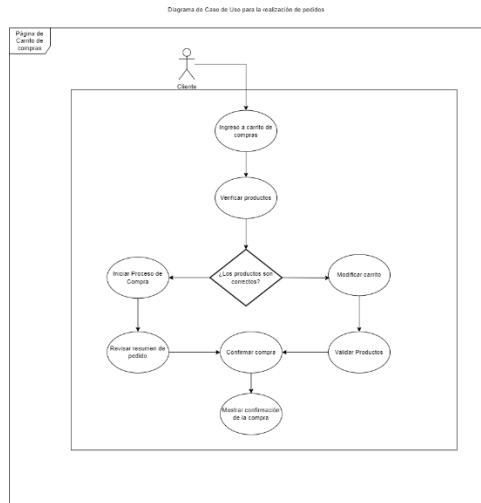 Diagrama de Caso de Uso para la realización de pedidos
Página de
Carrito de
compras
Cliente
Ingreso a carrito de
compras
Verificar productos
¿Los productos son
correctos?
Iniciar Proceso de
Compra
Modificar carrito
Revisar resumen de
pedido
Confirmar compra
Validar Productos
Mostrar confirmación
de la compra